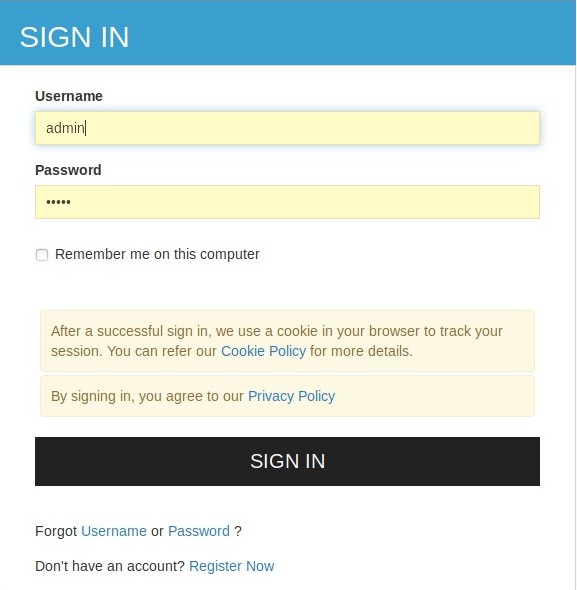 SIGN IN
Username
admin
Password
•••••
Remember me on this computer
After a successful sign in, we use a cookie in your browser to track your
session. You can refer our Cookie Policy for more details.
By signing in, you agree to our Privacy Policy
SIGN IN
Forgot Username or Password ?
Don't have an account? Register Now